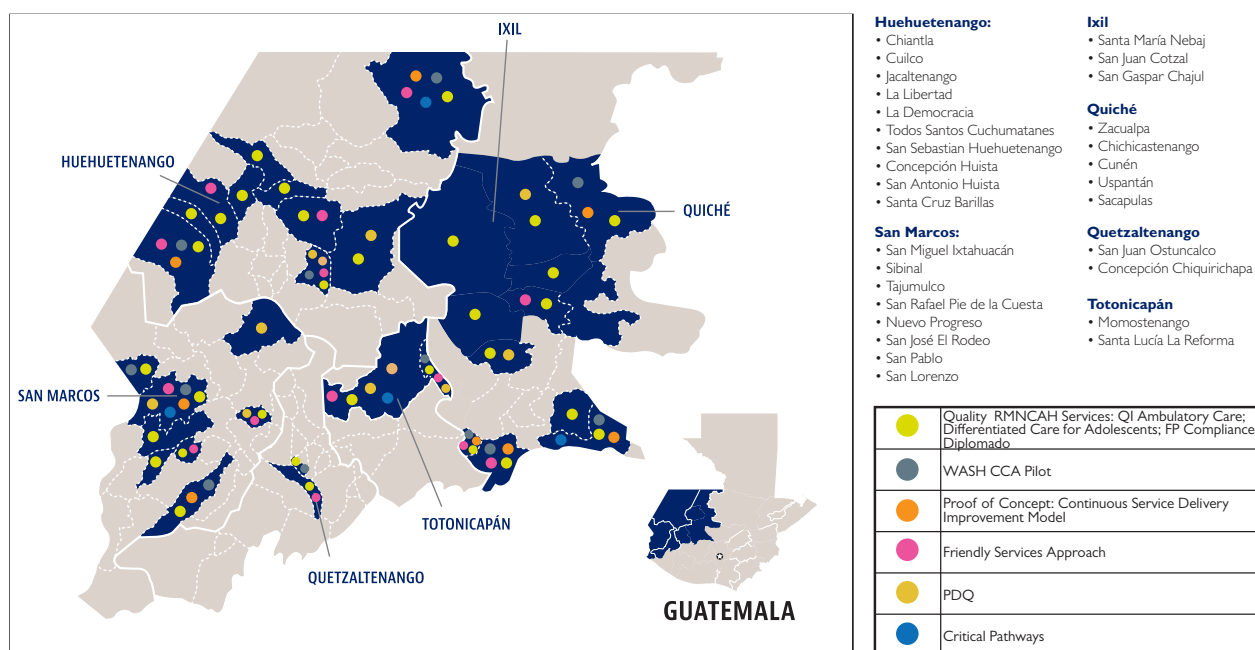 IXIL
HUEHUETENANGO
QUICHÉ
SAN MARCOS
TOTONICAPÁN
QUETZALTENANGO
GUATEMALA
Huehuetenango:
• Chiantla
• Cuilco
• Jacaltenango
• La Libertad
• La Democracia
• Todos Santos Cuchumatanes
• San Sebastian Huehuetenango
• Concepción Huista
• San Antonio Huista
• Santa Cruz Barillas
San Marcos:
• San Miguel Ixtahuacán
• Sibinal
• Tajumulco
• San Rafael Pie de la Cuesta
• Nuevo Progreso
• San José El Rodeo
• San Pablo
• San Lorenzo
Ixil
• Santa María Nebaj
• San Juan Cotzal
• San Gaspar Chajul
Quiché
• Zacualpa
• Chichicastenango
• Cunén
• Uspantán
• Sacapulas
Quetzaltenango
• San Juan Ostuncalco
• Concepción Chiquirichapa
Totonicapán
• Momostenango
• Santa Lucía La Reforma
Quality RMNCAH Services: QI Ambulatory Care;
Differentiated Care for Adolescents; FP Compliance
Diplomado
WASH CCA Pilot
Proof of Concept: Continuous Service Delivery
Improvement Model
Friendly Services Approach
PDQ
Critical Pathways